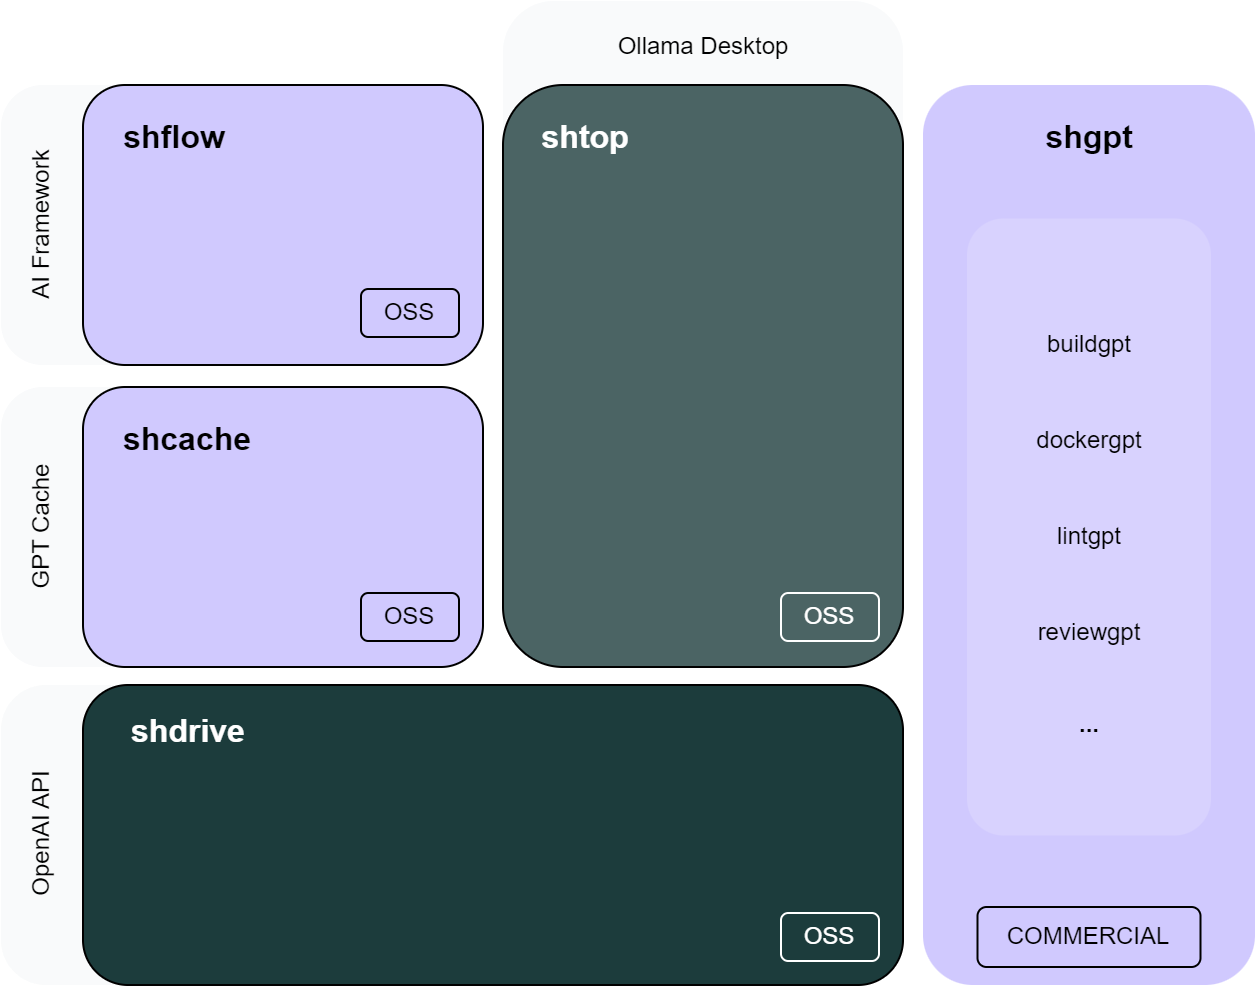 Ollama Desktop
AI Framework
shflow
OSS
shtop
OSS
GPT Cache
shcache
OSS
OpenAI API
shdrive
OSS
shgpt
buildgpt
dockergpt
lintgpt
reviewgpt
...
COMMERCIAL